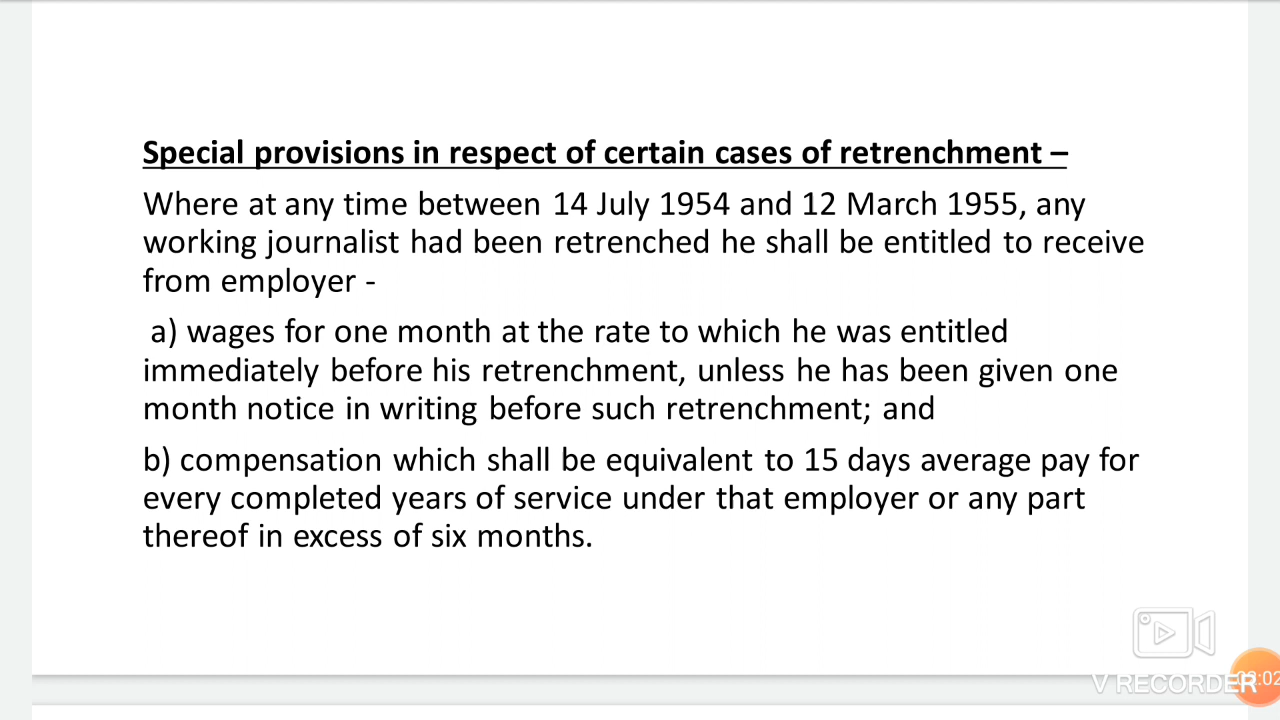 Special provisions in respect of certain cases of retrenchment –
Where at any time between 14 July 1954 and 12 March 1955, any
working journalist had been retrenched he shall be entitled to receive
from employer -
a) wages for one month at the rate to which he was entitled
immediately before his retrenchment, unless he has been given one
month notice in writing before such retrenchment; and
b) compensation which shall be equivalent to 15 days average pay for
every completed years of service under that employer or any part
thereof in excess of six months.
V RECORDER